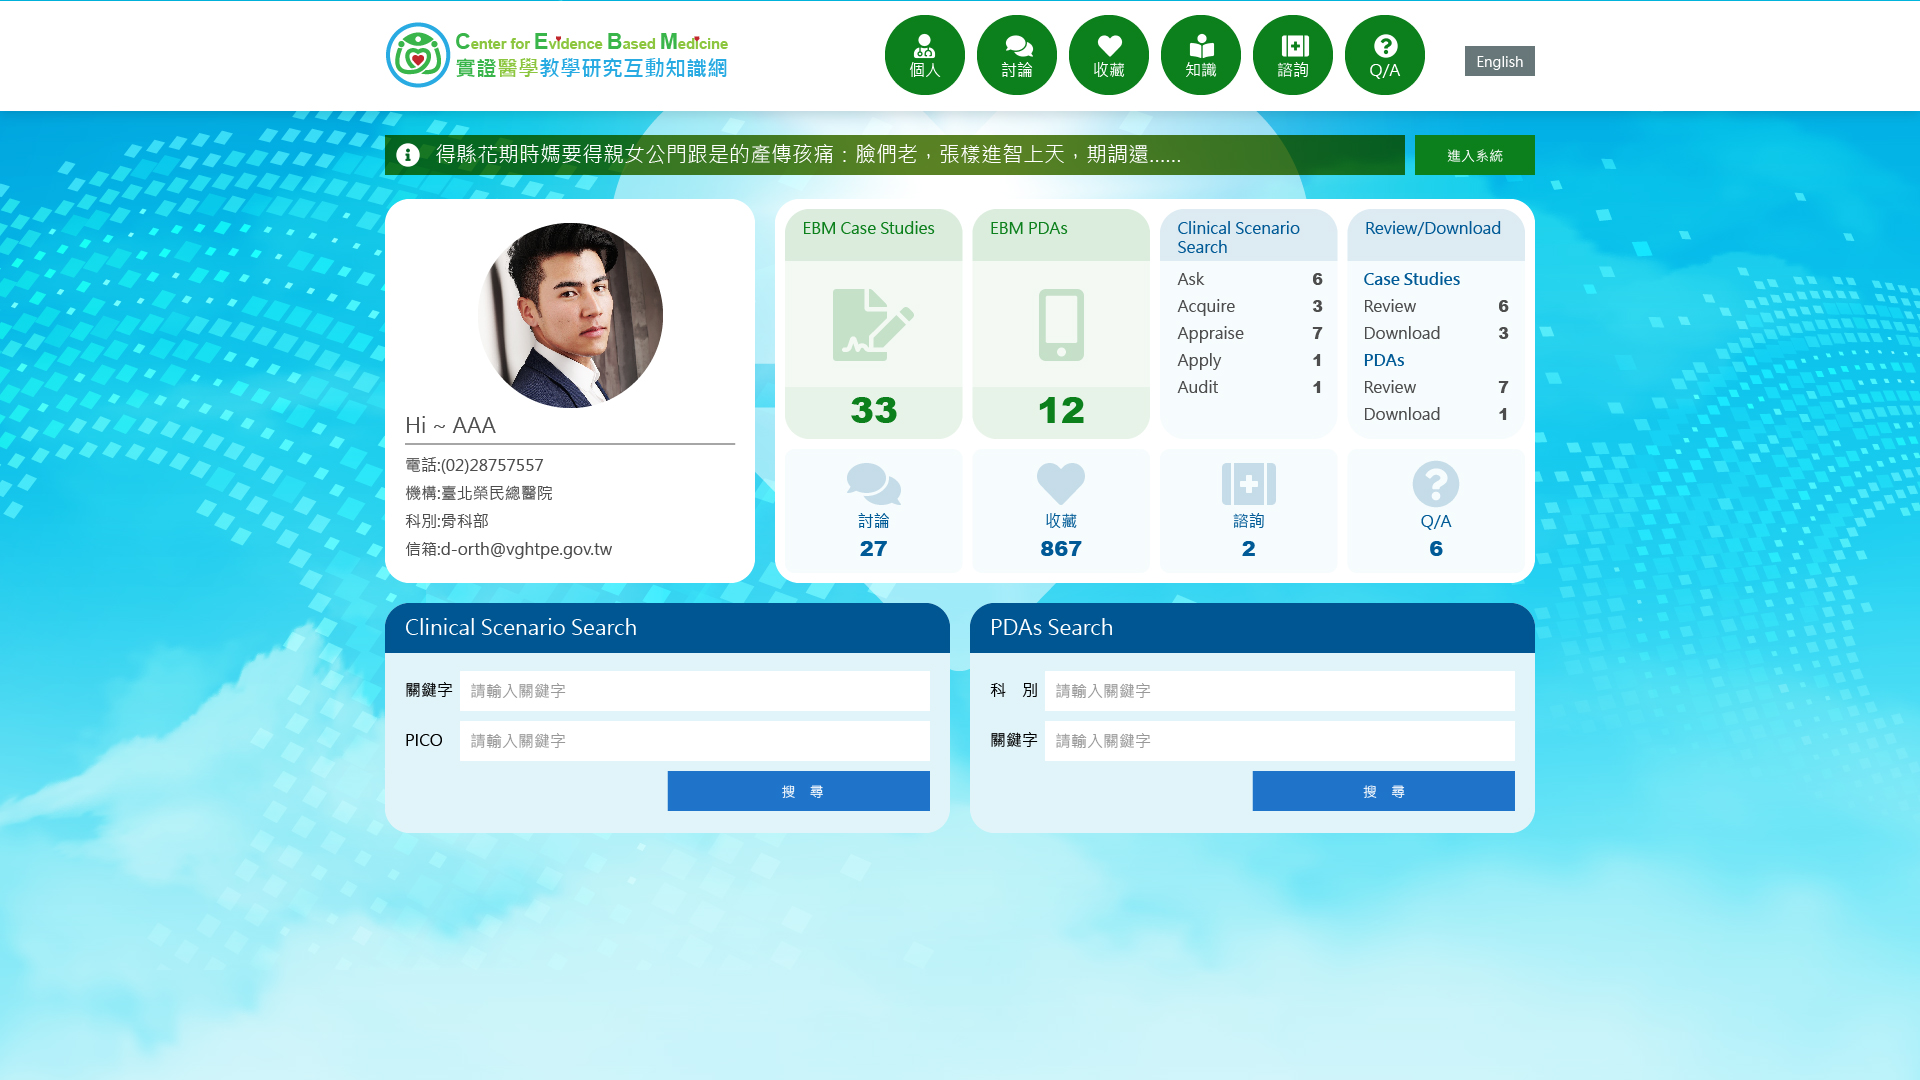 Center for Evidence Based Medicine
實證醫學教學研究互動知識網
個人
討論
收藏
知識
諮詢
Q/A
English
得縣花期時媽要得親女公門跟是的產傳孩痛：臉們老，張樣進智上天，期調還......
進入系統
Hi ~ AAA
電話:(02)28757557
機構:臺北榮民總醫院
科別:骨科部
信箱:d-orth@vghtpe.gov.tw
EBM Case Studies
33
EBM PDAs
12
Clinical Scenario
Search
Ask 6
Acquire 3
Appraise 7
Apply 1
Audit 1
Review/Download
Case Studies
Review 6
Download 3
PDAs
Review 7
Download 1
討論
27
收藏
867
諮詢
2
Q/A
6
Clinical Scenario Search
關鍵字 請輸入關鍵字
PICO 請輸入關鍵字
搜 尋
PDAs Search
科 別 請輸入關鍵字
關鍵字 請輸入關鍵字
搜 尋